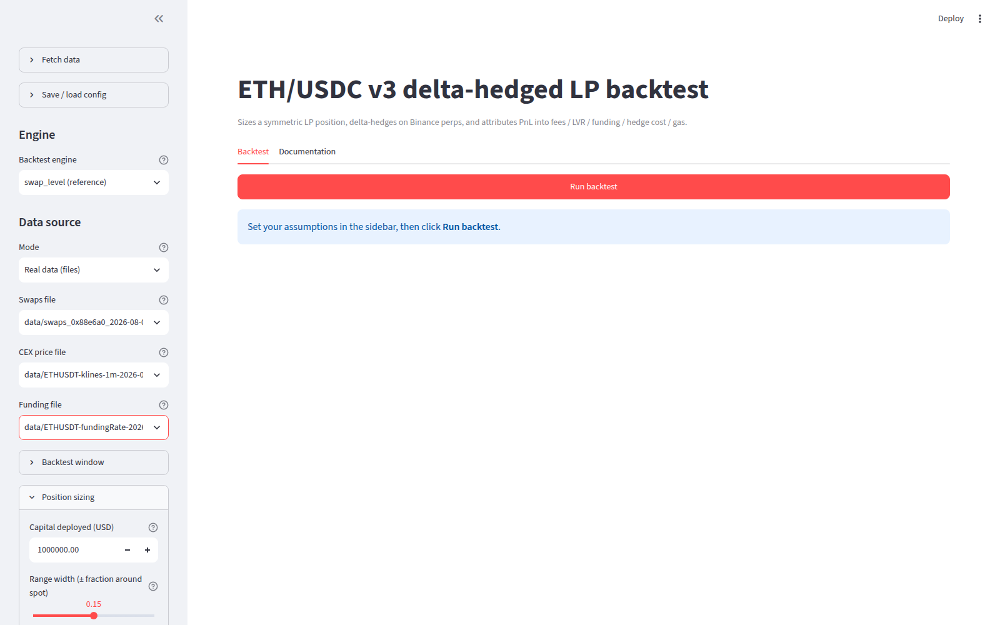 Deploy
Fetch data
Save / load config
Engine
Backtest engine
swap_level (reference)
Data source
Mode
Real data (files)
Swaps file
data/swaps_0x88e6a0_2026-08-
CEX price file
data/ETHUSDT-klines-1m-2026-0
Funding file
data/ETHUSDT-fundingRate-2026
Backtest window
Position sizing
Capital deployed (USD)
1000000.00
Range width (± fraction around
spot)
0.15
ETH/USDC v3 delta-hedged LP backtest
Sizes a symmetric LP position, delta-hedges on Binance perps, and attributes PnL into fees / LVR / funding / hedge cost / gas.
Backtest Documentation
Run backtest
Set your assumptions in the sidebar, then click Run backtest.